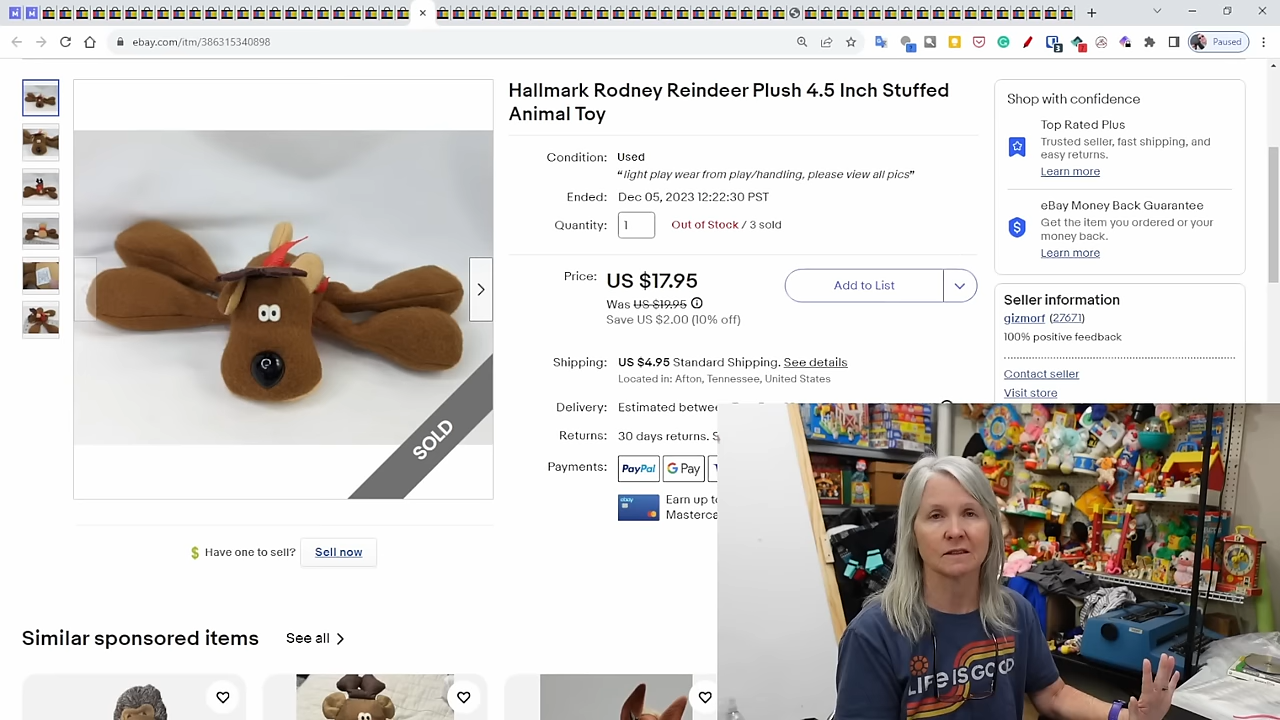 ebay.com/itm/386315340898
Paused
Hallmark Rodney Reindeer Plush 4.5 Inch Stuffed
Animal Toy
Condition: Used
“light play wear from play/handling, please view all pics”
Ended: Dec 05, 2023 12:22:30 PST
Quantity: 1 Out of Stock / 3 sold
Price: US $17.95
Was US $19.95
Save US $2.00 (10% off)
Add to List
Shipping: US $4.95 Standard Shipping. See details
Located in: Afton, Tennessee, United States
Delivery: Estimated between
Returns: 30 days returns.
Payments: PayPal G Pay
ebay
Earn up to
Masterca
SOLD
$ Have one to sell? Sell now
Similar sponsored items See all
Shop with confidence
Top Rated Plus
Trusted seller, fast shipping, and
easy returns.
Learn more
eBay Money Back Guarantee
Get the item you ordered or your
money back.
Learn more
Seller information
gizmorf (27671)
100% positive feedback
Contact seller
Visit store
LIFE IS GOOD